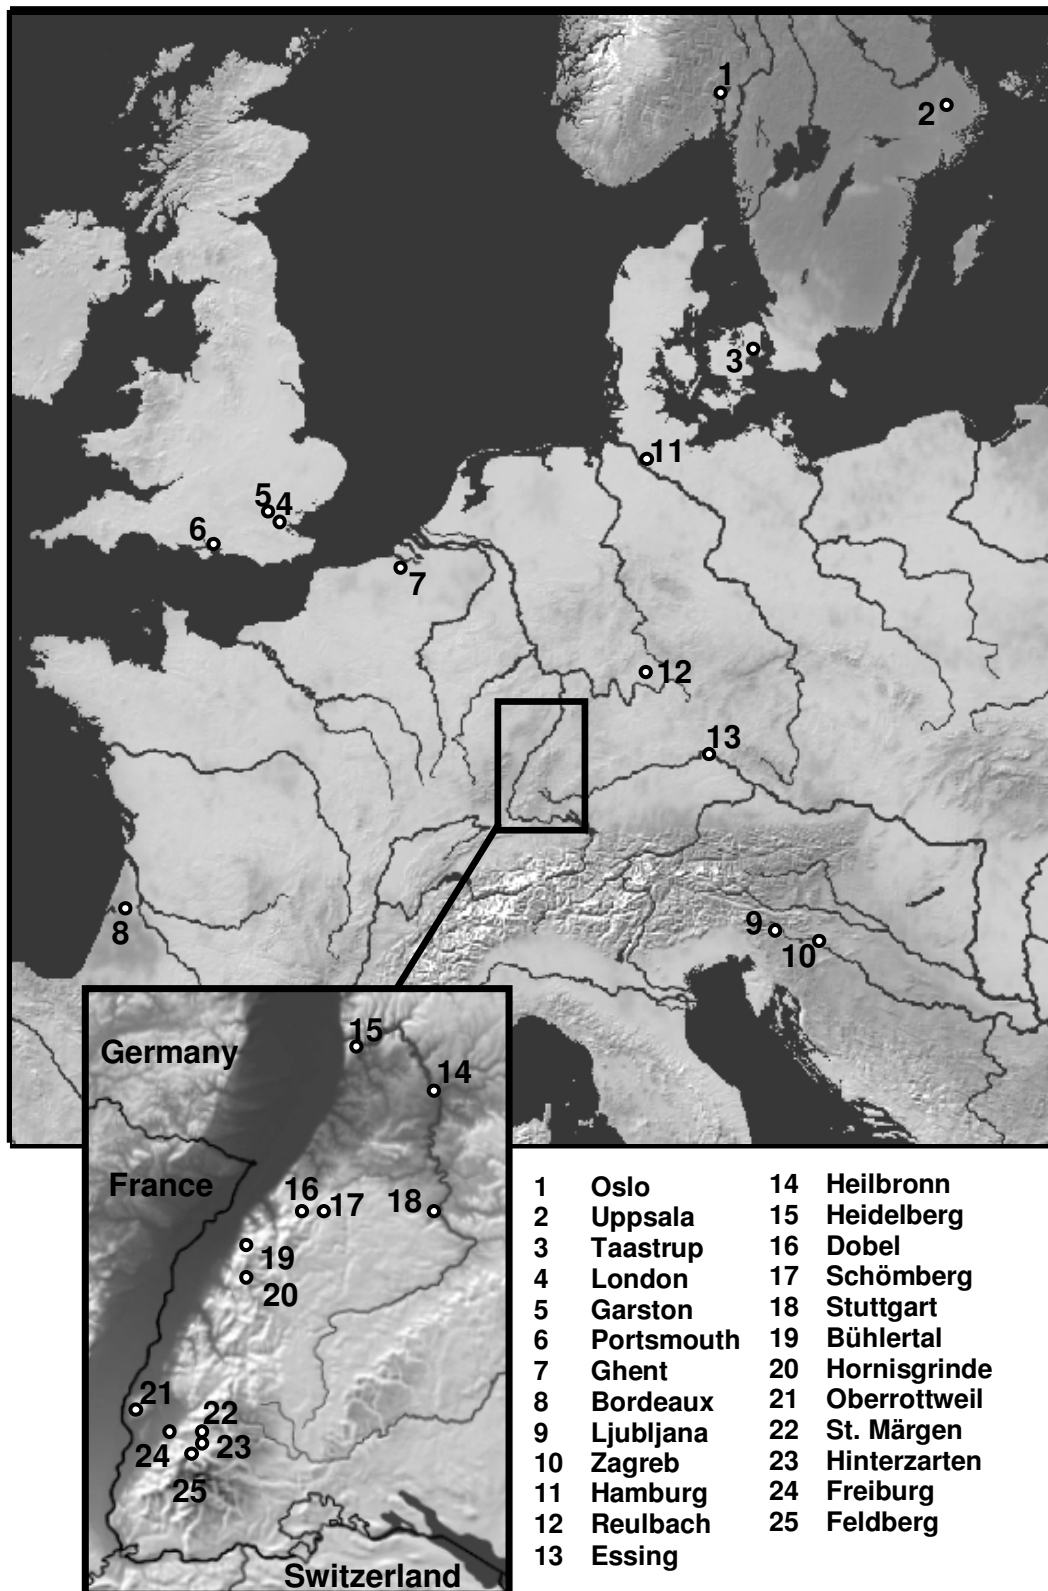 1
2
3
5 4
6
7
11
12
13
8
9
10
15
Germany
14
France
16 17 18
19
20
21
22
24 23
25
Switzerland
1 Oslo
2 Uppsala
3 Taastrup
4 London
5 Garston
6 Portsmouth
7 Ghent
8 Bordeaux
9 Ljubljana
10 Zagreb
11 Hamburg
12 Reulbach
13 Essing
14 Heilbronn
15 Heidelberg
16 Dobel
17 Schömberg
18 Stuttgart
19 Bühlertal
20 Hornisgrinde
21 Oberrottweil
22 St. Märgen
23 Hinterzarten
24 Freiburg
25 Feldberg